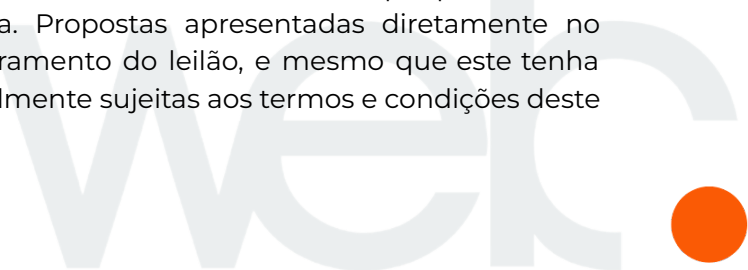 a. Propostas apresentadas diretamente no
ramento do leilão, e mesmo que este tenha
lmente sujeitas aos termos e condições deste